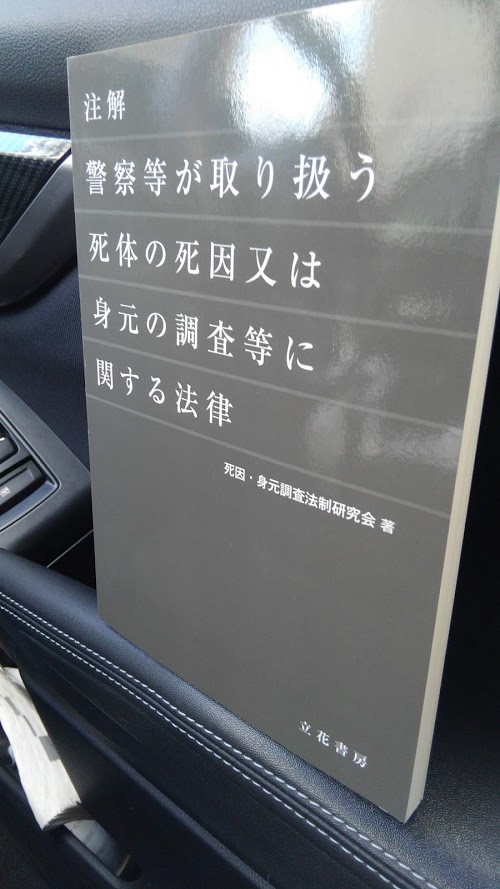 注解
警察等が取り扱う
死体の死因又は
身元の調査等に
関する法律
死因・身元調査法制研究会 著
立花書房